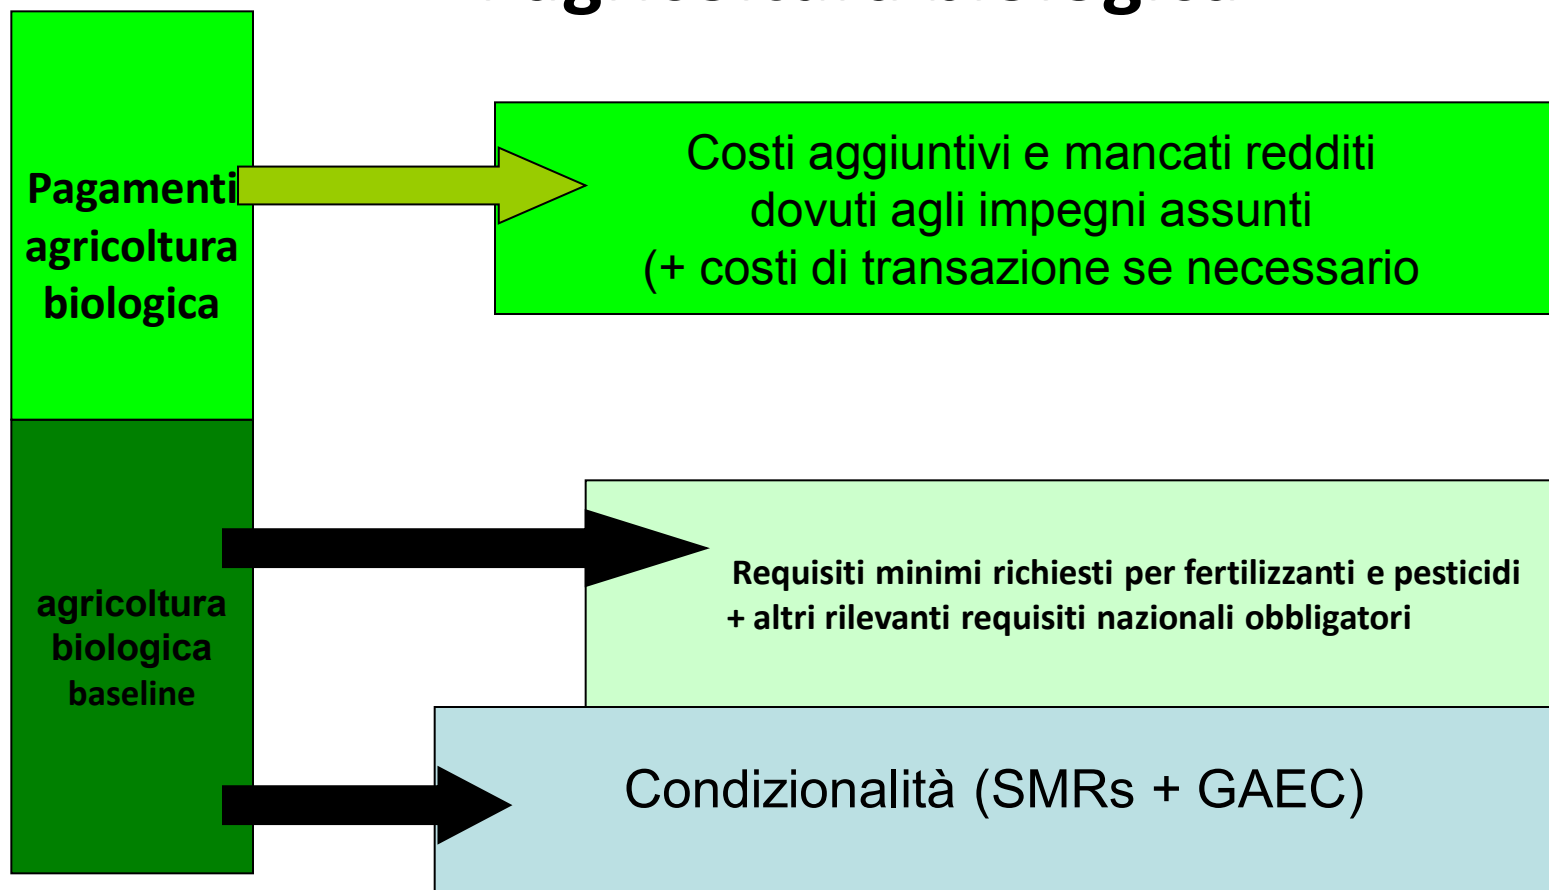 Pagamenti
agricoltura
biologica
Costi aggiuntivi e mancati redditi
dovuti agli impegni assunti
(+ costi di transazione se necessario
agricoltura
biologica
baseline
Requisiti minimi richiesti per fertilizzanti e pesticidi
+ altri rilevanti requisiti nazionali obbligatori
Condizionalità (SMRs + GAEC)